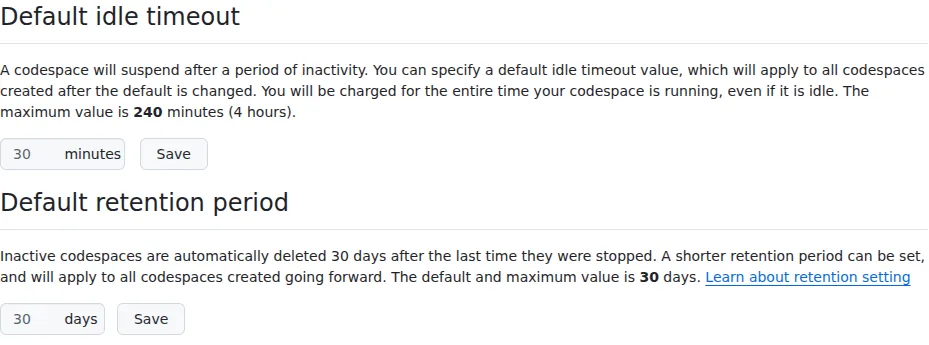 Default idle timeout
A codespace will suspend after a period of inactivity. You can specify a default idle timeout value, which will apply to all codespaces
created after the default is changed. You will be charged for the entire time your codespace is running, even if it is idle. The
maximum value is 240 minutes (4 hours).
30 minutes Save
Default retention period
Inactive codespaces are automatically deleted 30 days after the last time they were stopped. A shorter retention period can be set,
and will apply to all codespaces created going forward. The default and maximum value is 30 days. Learn about retention setting
30 days Save